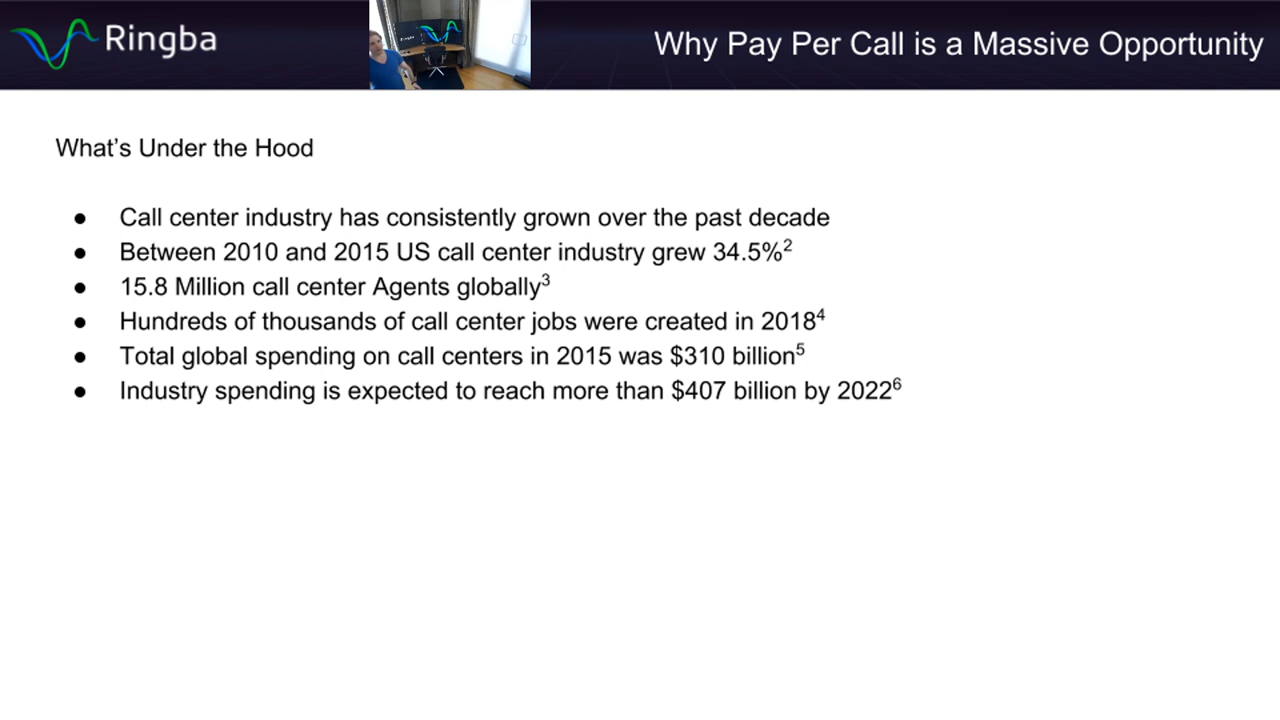 Ringba
Why Pay Per Call is a Massive Opportunity
What’s Under the Hood
● Call center industry has consistently grown over the past decade
● Between 2010 and 2015 US call center industry grew 34.5%²
● 15.8 Million call center Agents globally³
● Hundreds of thousands of call center jobs were created in 2018⁴
● Total global spending on call centers in 2015 was $310 billion⁵
● Industry spending is expected to reach more than $407 billion by 2022⁶